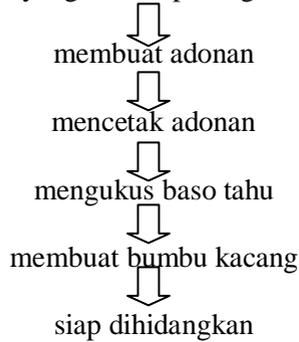 membuat adonan
mencetak adonan
mengukus baso tahu
membuat bumbu kacang
siap dihidangkan